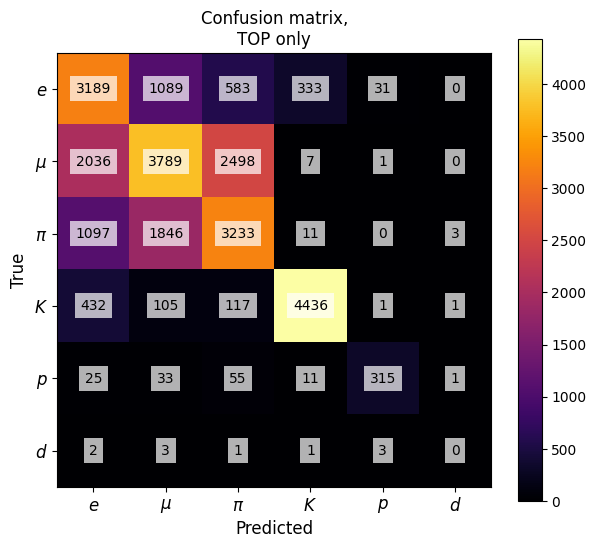 Confusion matrix,
TOP only
True
e 3189 1089 583 333 31 0
μ 2036 3789 2498 7 1 0
π 1097 1846 3233 11 0 3
K 432 105 117 4436 1 1
p 25 33 55 11 315 1
d 2 3 1 1 3 0
e μ π K p d
Predicted
4000
3500
3000
2500
2000
1500
1000
500
0